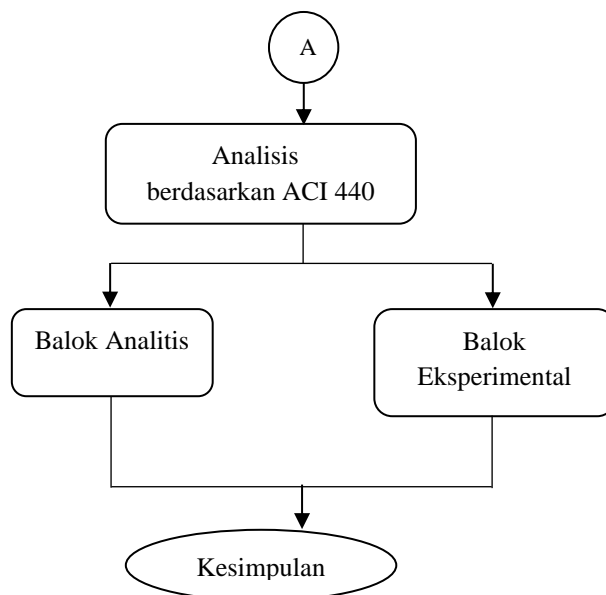 A
Analisis
berdasarkan ACI 440
Balok Analitis
Balok
Eksperimental
Kesimpulan